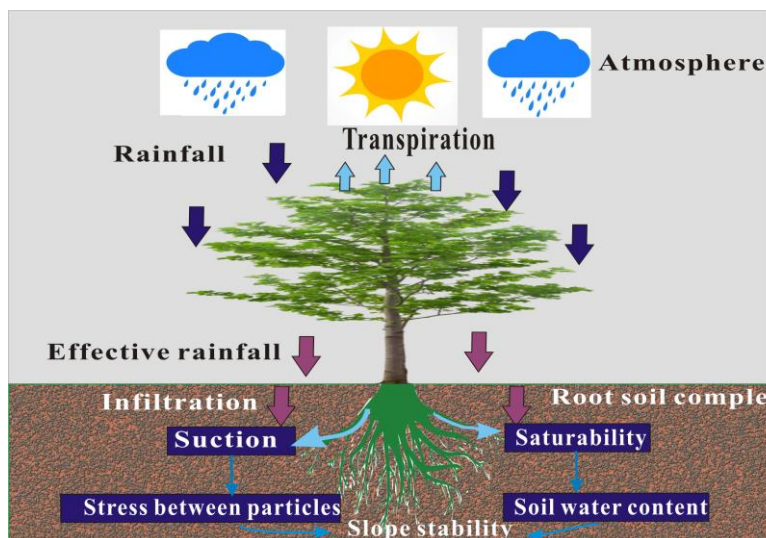 Atmosphere
Transpiration
Rainfall
Effective rainfall
Infiltration
Root soil comple
Suction
Saturability
Stress between particles
Soil water content
Slope stability